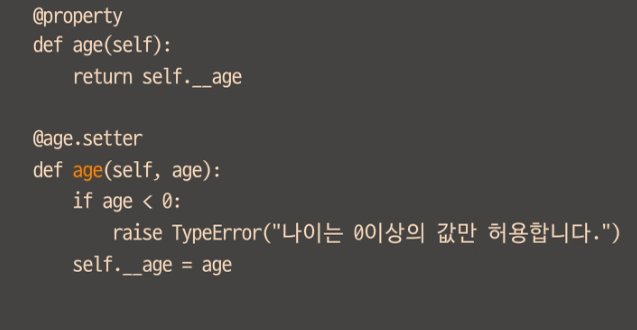 @property
def age(self):
    return self.__age

@age.setter
def age(self, age):
    if age < 0:
        raise TypeError("나이는 0이상의 값만 허용합니다.")
    self.__age = age